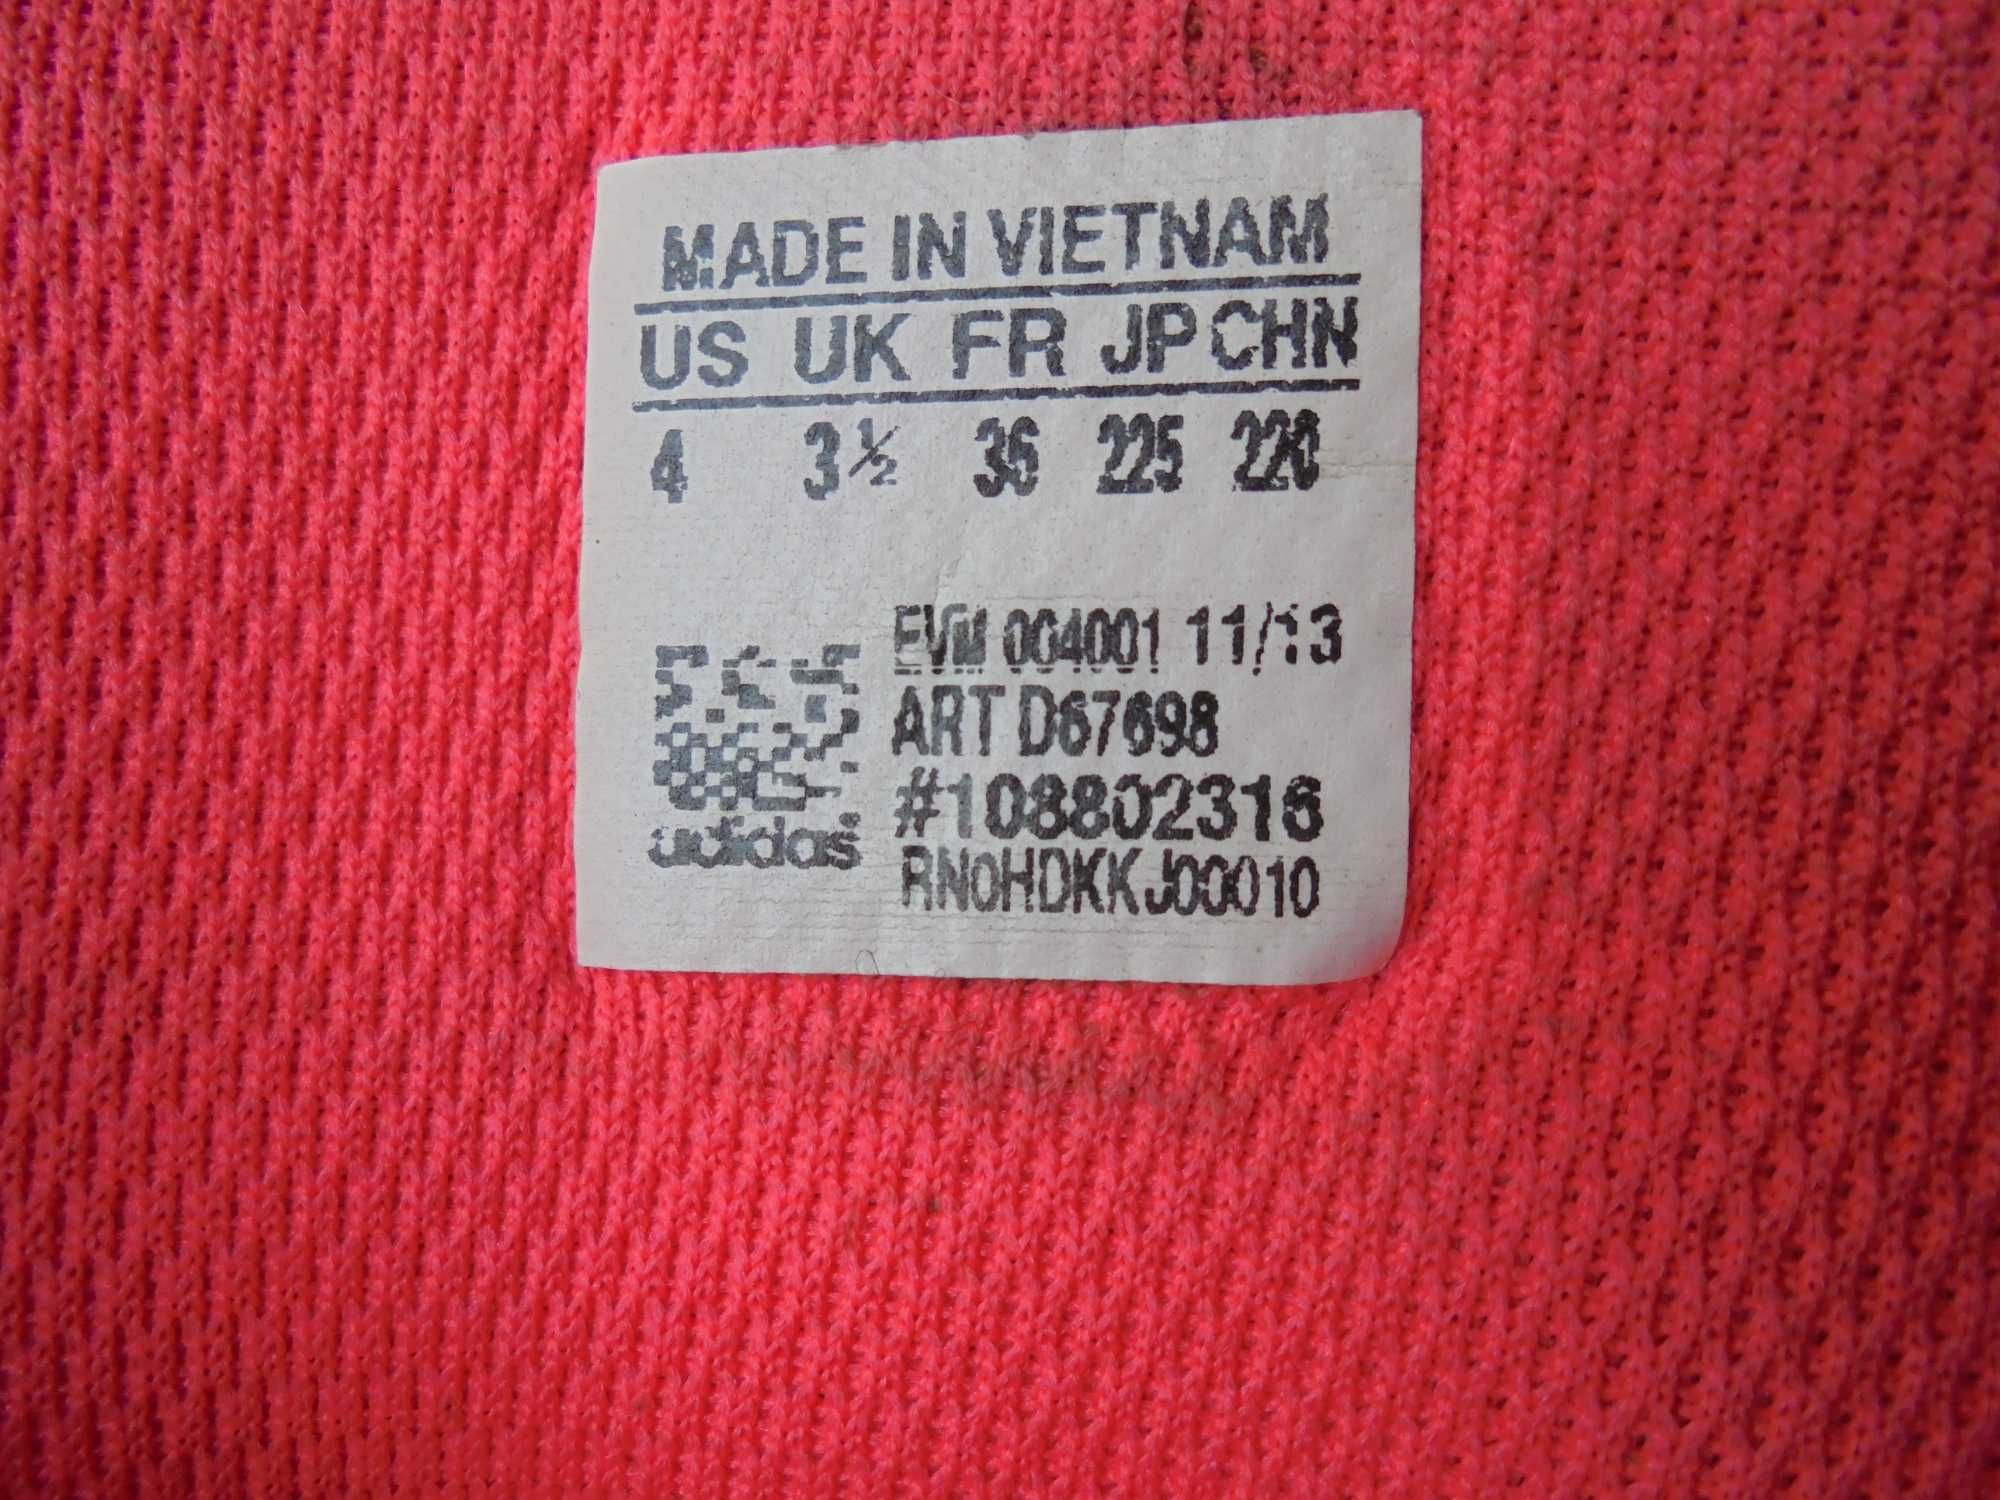 MADE IN VIETNAM
US UK FR JP CHN
4 3½ 36 225 220
EVM 004001 11/13
ART D67698
#108802316
RN0HDKKJ00010
adidas